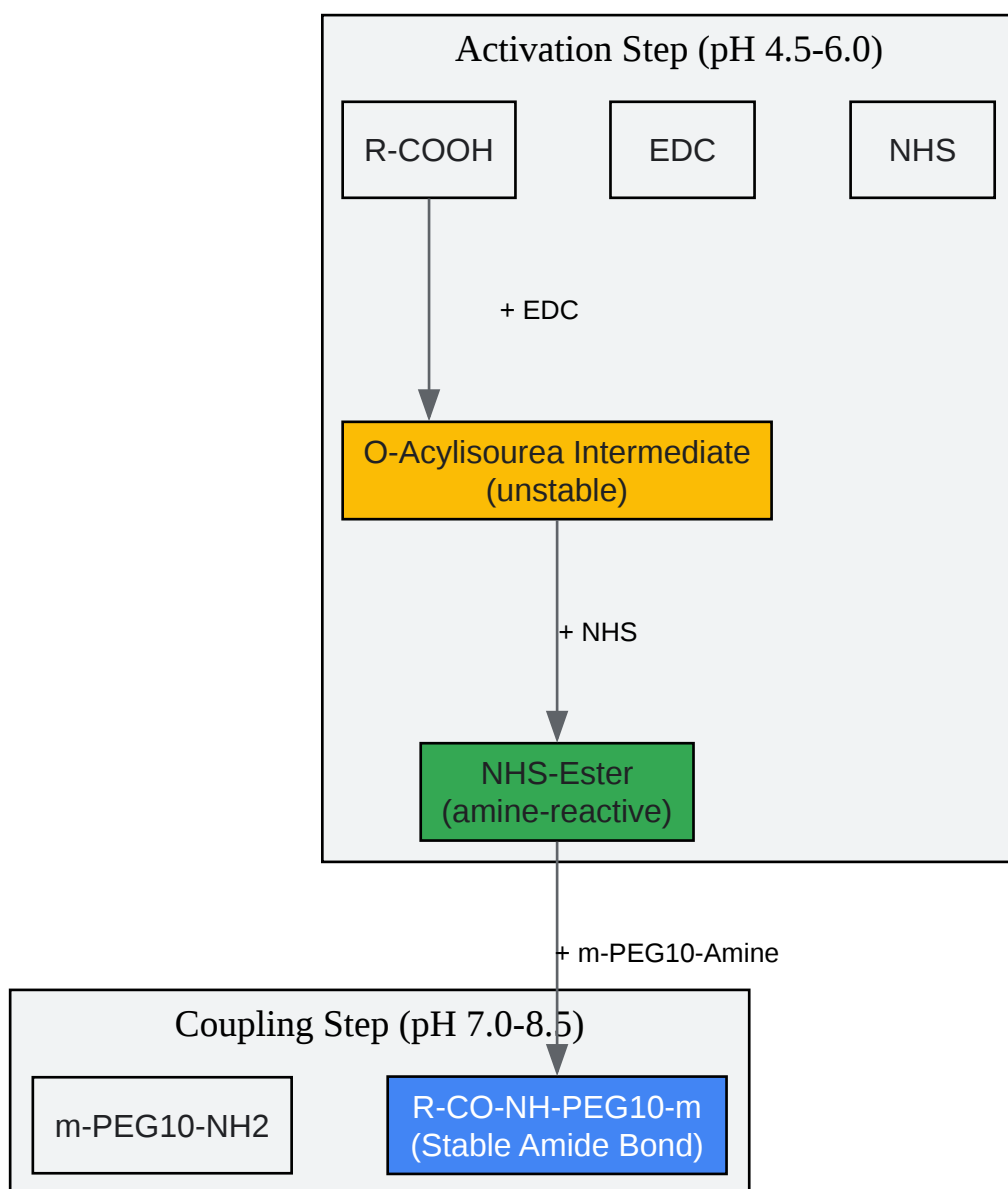 Activation Step (pH 4.5-6.0)
R-COOH
EDC
NHS
+ EDC
O-Acylisourea Intermediate
(unstable)
+ NHS
NHS-Ester
(amine-reactive)
+ m-PEG10-Amine
Coupling Step (pH 7.0-8.5)
m-PEG10-NH2
R-CO-NH-PEG10-m
(Stable Amide Bond)